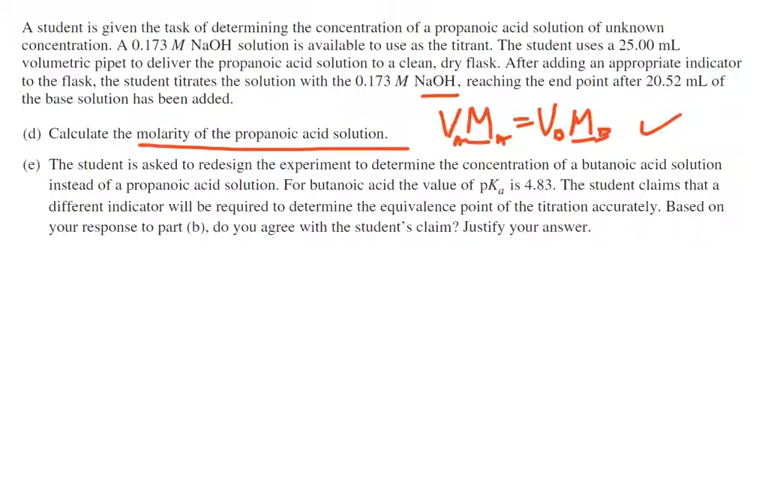 A student is given the task of determining the concentration of a propanoic acid solution of unknown
concentration. A 0.173 M NaOH solution is available to use as the titrant. The student uses a 25.00 mL
volumetric pipet to deliver the propanoic acid solution to a clean, dry flask. After adding an appropriate indicator
to the flask, the student titrates the solution with the 0.173 M NaOH, reaching the end point after 20.52 mL of
the base solution has been added.
V_A M_A = V_B M_B ✓
(d) Calculate the molarity of the propanoic acid solution.
(e) The student is asked to redesign the experiment to determine the concentration of a butanoic acid solution
instead of a propanoic acid solution. For butanoic acid the value of pKₐ is 4.83. The student claims that a
different indicator will be required to determine the equivalence point of the titration accurately. Based on
your response to part (b), do you agree with the student's claim? Justify your answer.